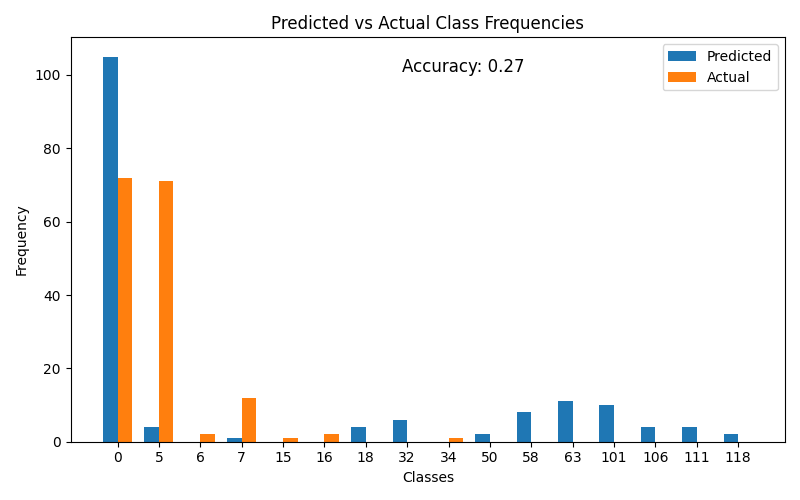 Predicted vs Actual Class Frequencies
Accuracy: 0.27
Predicted
Actual
Frequency
100
80
60
40
20
0
0 5 6 7 15 16 18 32 34 50 58 63 101 106 111 118
Classes